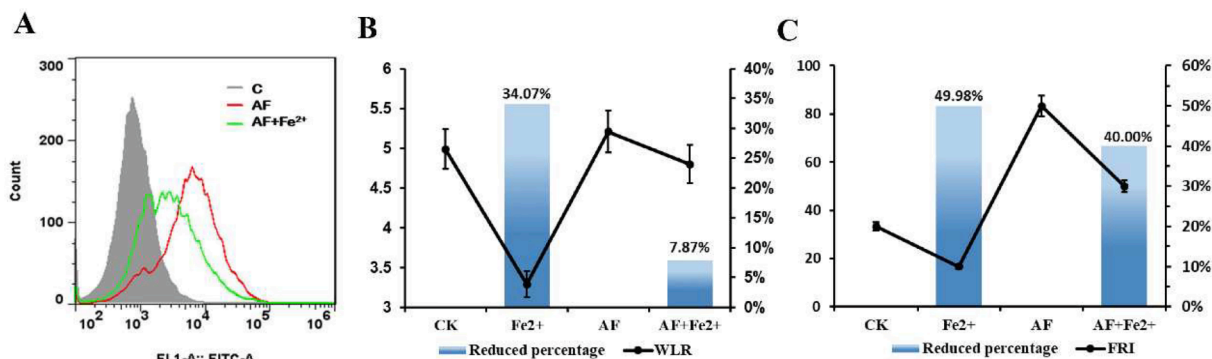 A
300
200
100
0
Count
C
AF
AF+Fe²⁺
10² 10³ 10⁴ 10⁵ 10⁶
FL1-A:: FITC-A
B
6
5.5
5
4.5
4
3.5
3
40%
35%
30%
25%
20%
15%
10%
5%
0%
34.07%
7.87%
CK Fe2+ AF AF+Fe2+
Reduced percentage WLR
C
100
80
60
40
20
0
60%
50%
40%
30%
20%
10%
0%
49.98%
40.00%
CK Fe2+ AF AF+Fe2+
Reduced percentage FRI